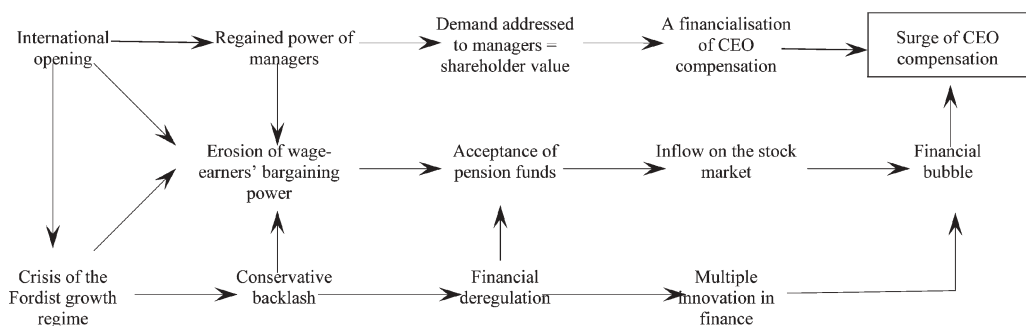 International
opening
Regained power of
managers
Demand addressed
to managers =
shareholder value
A financialisation
of CEO
compensation
Surge of CEO
compensation
Erosion of wage-
earners' bargaining
power
Acceptance of
pension funds
Inflow on the stock
market
Financial
bubble
Crisis of the
Fordist growth
regime
Conservative
backlash
Financial
deregulation
Multiple
innovation in
finance